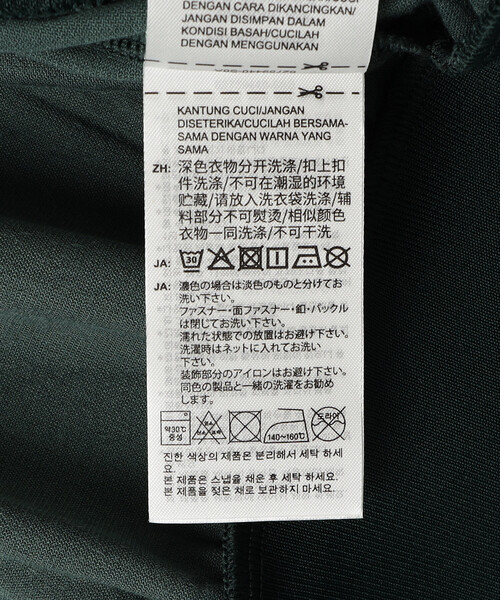 DENGAN CARA DIKANCINGKAN/
JANGAN DISIMPAN DALAM
KONDISI BASAH/CUCILAH
DENGAN MENGGUNAKAN
KANTUNG CUCI/JANGAN
DISETERIKA/CUCILAH BERSAMA-
SAMA DENGAN WARNA YANG
SAMA
ZH: 深色衣物分开洗涤/扣上扣
件洗涤/不可在潮湿的环境
贮藏/请放入洗衣袋洗涤/辅
料部分不可熨烫/相似颜色
衣物一同洗涤/不可干洗
JA: 30
JA: 濃色の場合は淡色のものと分けてお
洗い下さい。
ファスナー・面ファスナー・釦・バックル
は閉じてお洗い下さい。
濡れた状態での放置はお避け下さい。
洗濯時はネットに入れてお洗い下さい
下さい。
装飾部分のアイロンはお避け下さい。
同色の製品と一緒の洗濯をお勧め
します。
약30℃
중성
140~160℃
드라이
진한 색상의 제품은 분리해서 세탁 하세
요.
본 제품은 스냅을 채운 후 세탁 하세요.
본 제품을 젖은 채로 보관하지 마세요.